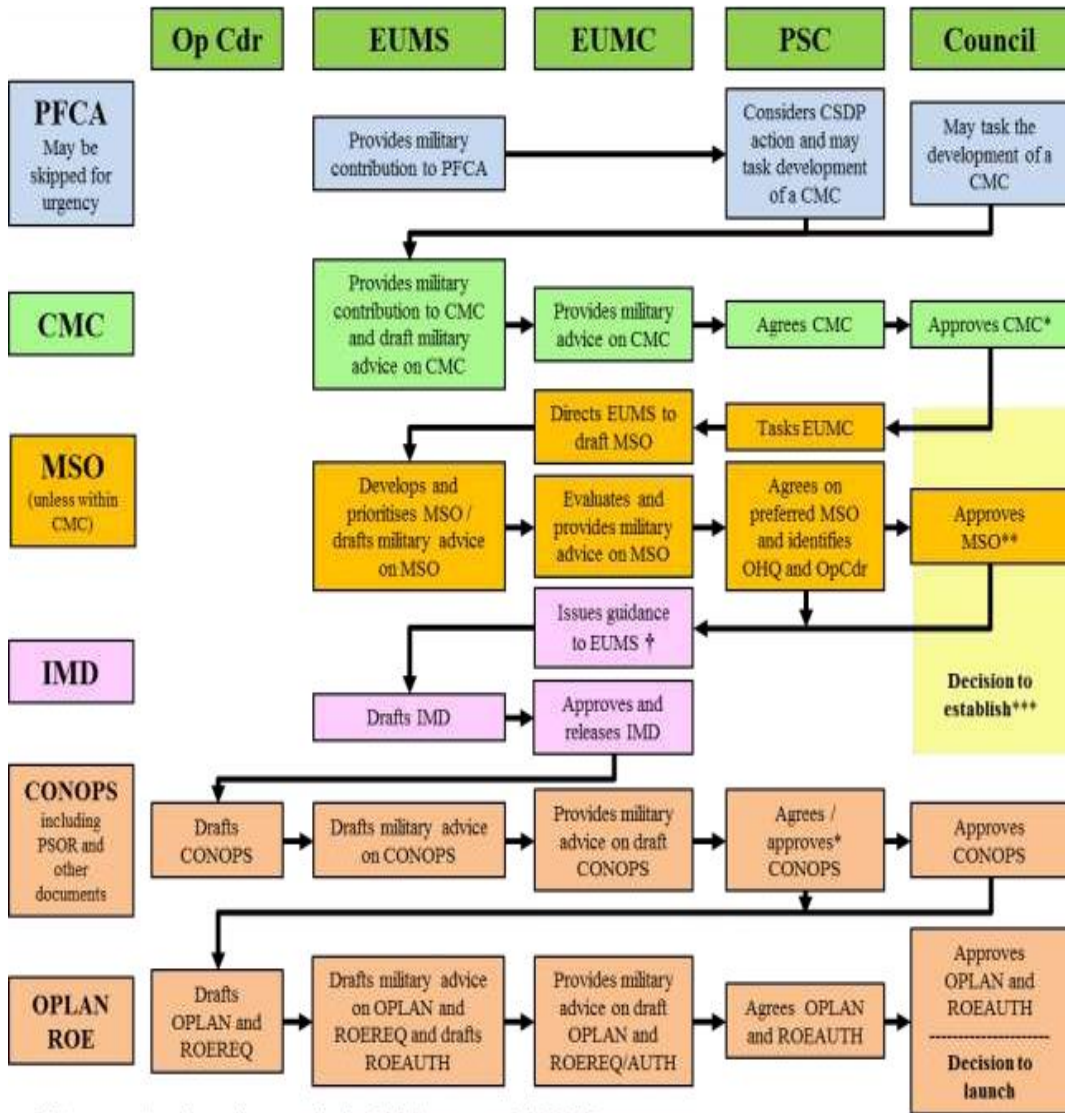 Op Cdr
EUMS
EUMC
PSC
Council
PFCA
May be
skipped for
urgency
Provides military
contribution to PFCA
Considers CSDP
action and may
task development
of a CMC
May task the
development of a
CMC
CMC
Provides military
contribution to CMC
and draft military
advice on CMC
Provides military
advice on CMC
Agrees CMC
Approves CMC*
MSO
(unless within
CMC)
Directs EUMS to
draft MSO
Tasks EUMC
Develops and
prioritises MSO /
drafts military advice
on MSO
Evaluates and
provides military
advice on MSO
Agrees on
preferred MSO
and identifies
OHQ and OpCdr
Approves
MSO**
IMD
Issues guidance
to EUMS †
Drafts IMD
Approves and
releases IMD
Decision to
establish***
CONOPS
including
PSOR and
other
documents
Drafts
CONOPS
Drafts military advice
on CONOPS
Provides military
advice on draft
CONOPS
Agrees /
approves*
CONOPS
Approves
CONOPS
OPLAN
ROE
Drafts
OPLAN and
ROEREQ
Drafts military advice
on OPLAN and
ROEREQ and drafts
ROEAUTH
Provides military
advice on draft
OPLAN and
ROEREQ/AUTH
Agrees OPLAN
and ROEAUTH
Approves
OPLAN and
ROEAUTH
Decision to
launch